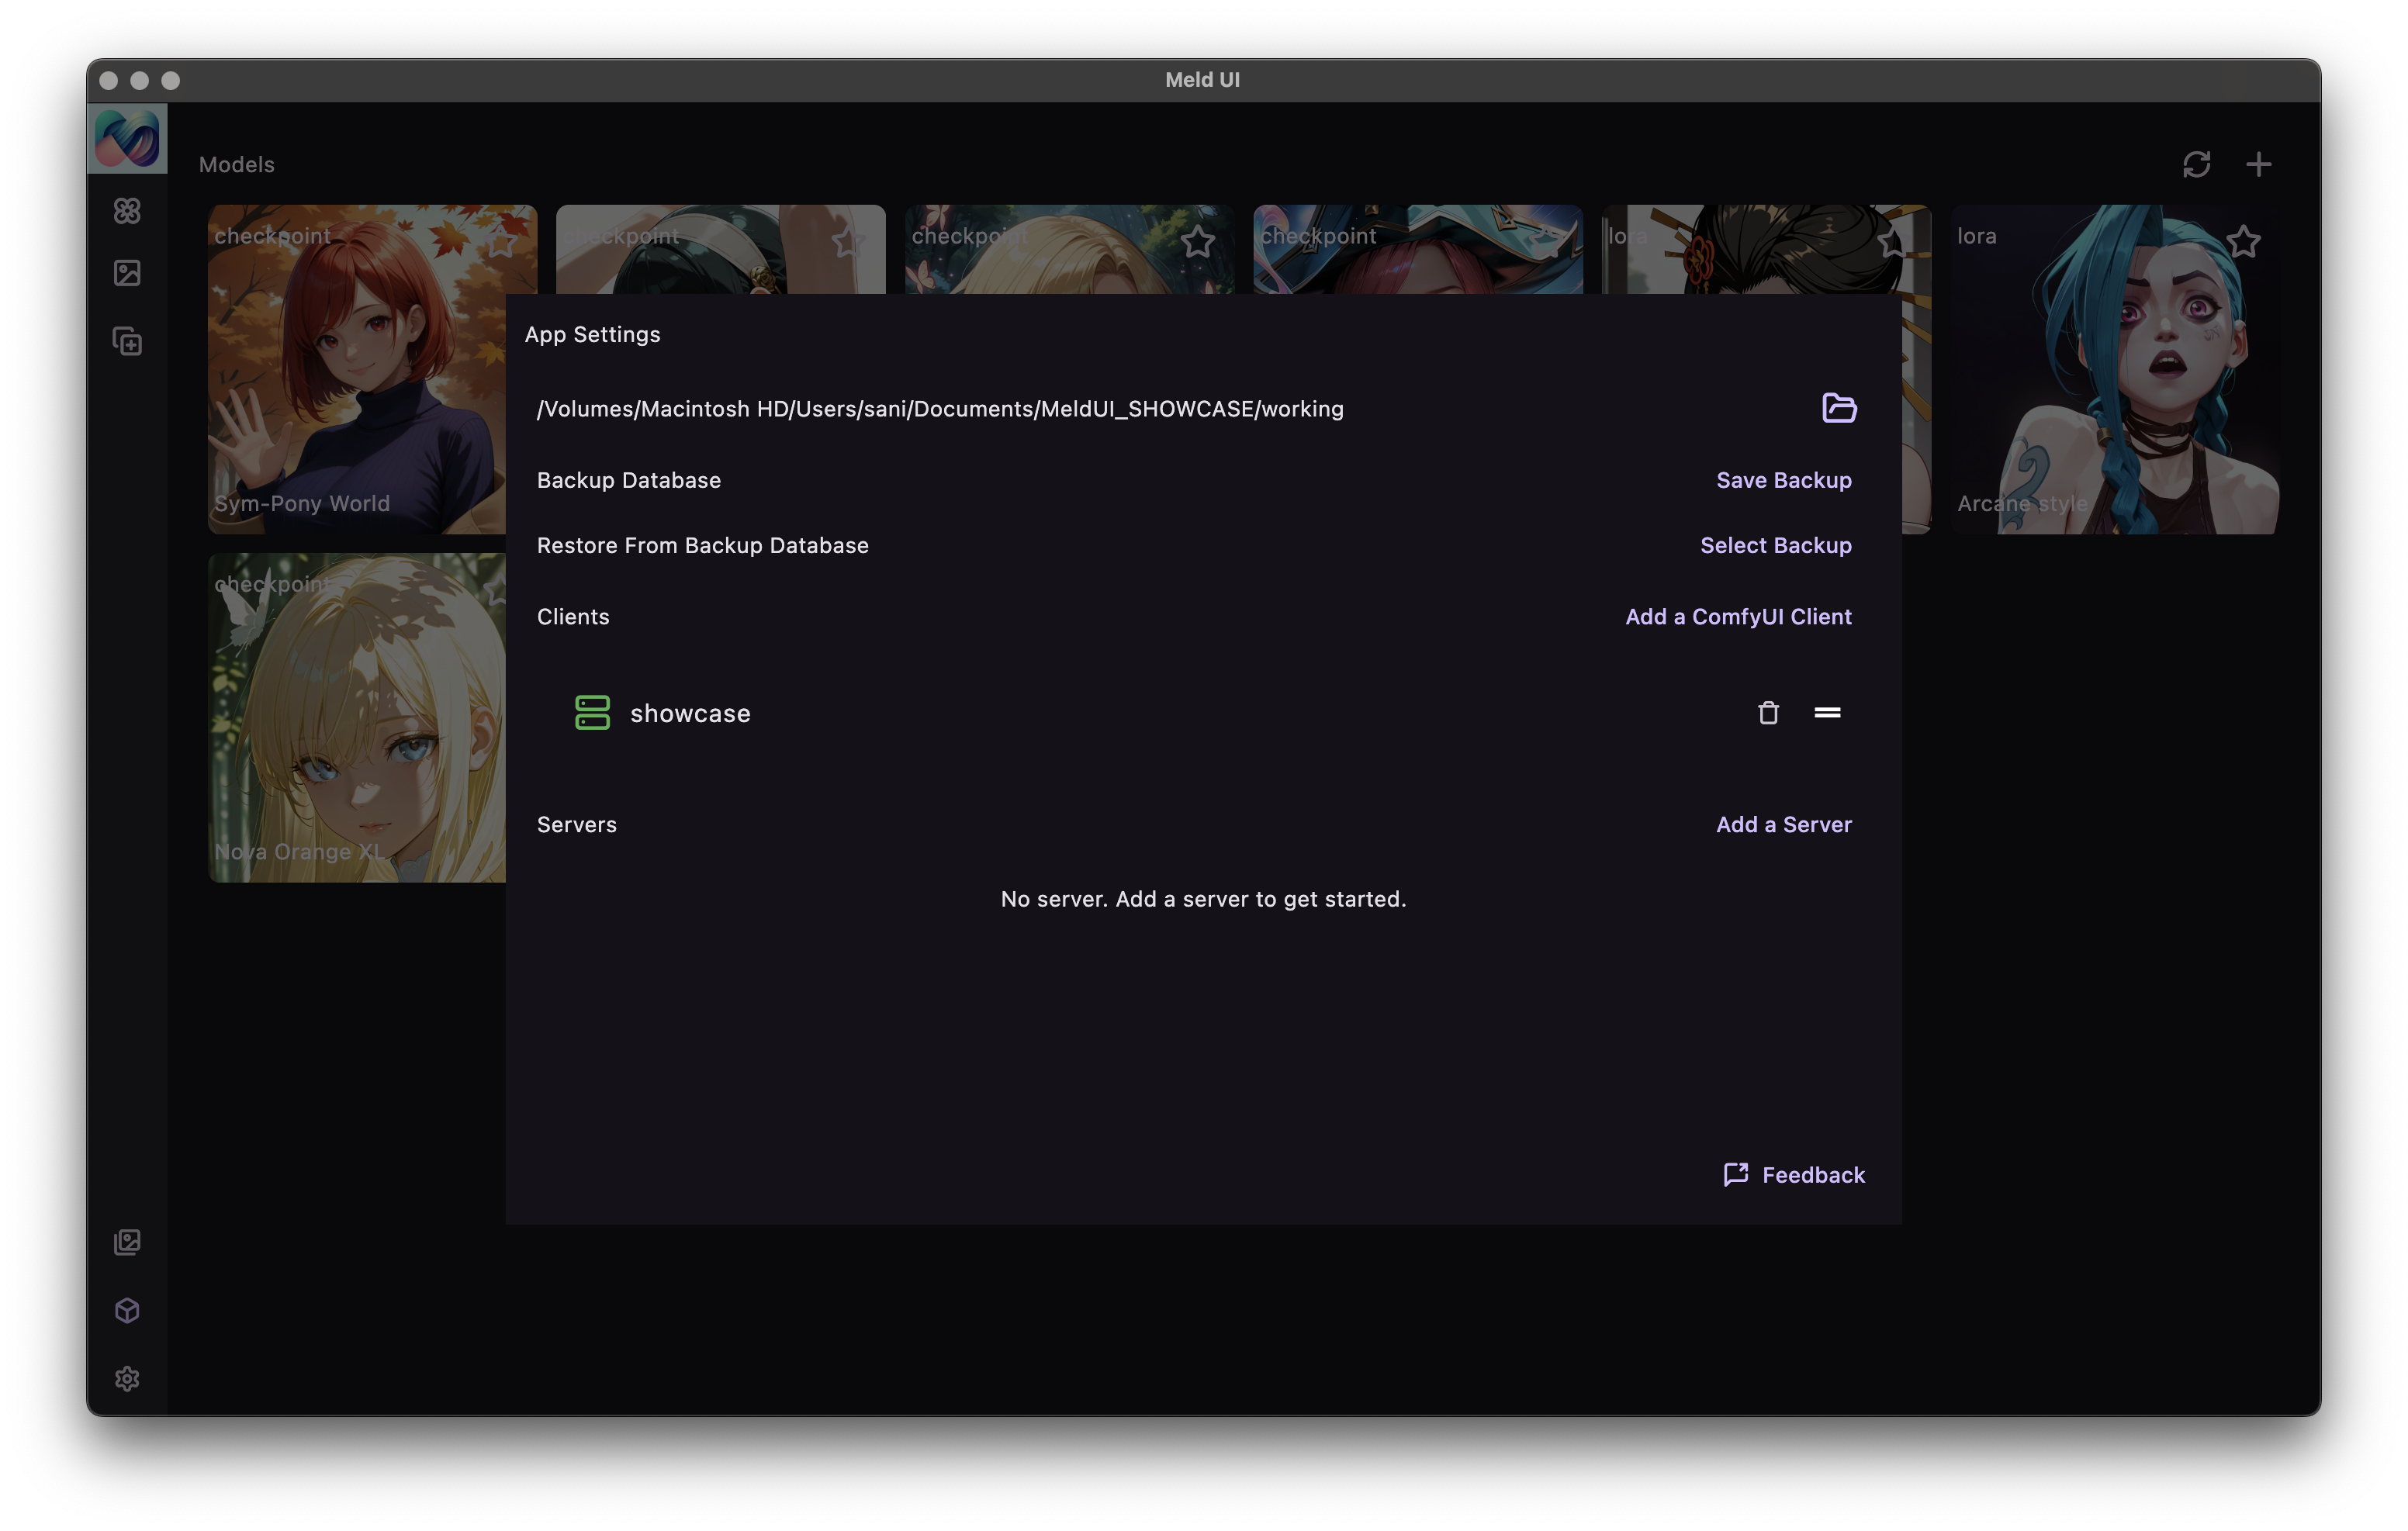 Meld UI
Models
checkpoint
checkpoint
checkpoint
checkpoint
lora
lora
Sym-Pony World
Arcane style
checkpoint
Nova Orange XL
App Settings
/Volumes/Macintosh HD/Users/sani/Documents/MeldUI_SHOWCASE/working
Backup Database
Save Backup
Restore From Backup Database
Select Backup
Clients
Add a ComfyUI Client
showcase
Servers
Add a Server
No server. Add a server to get started.
Feedback